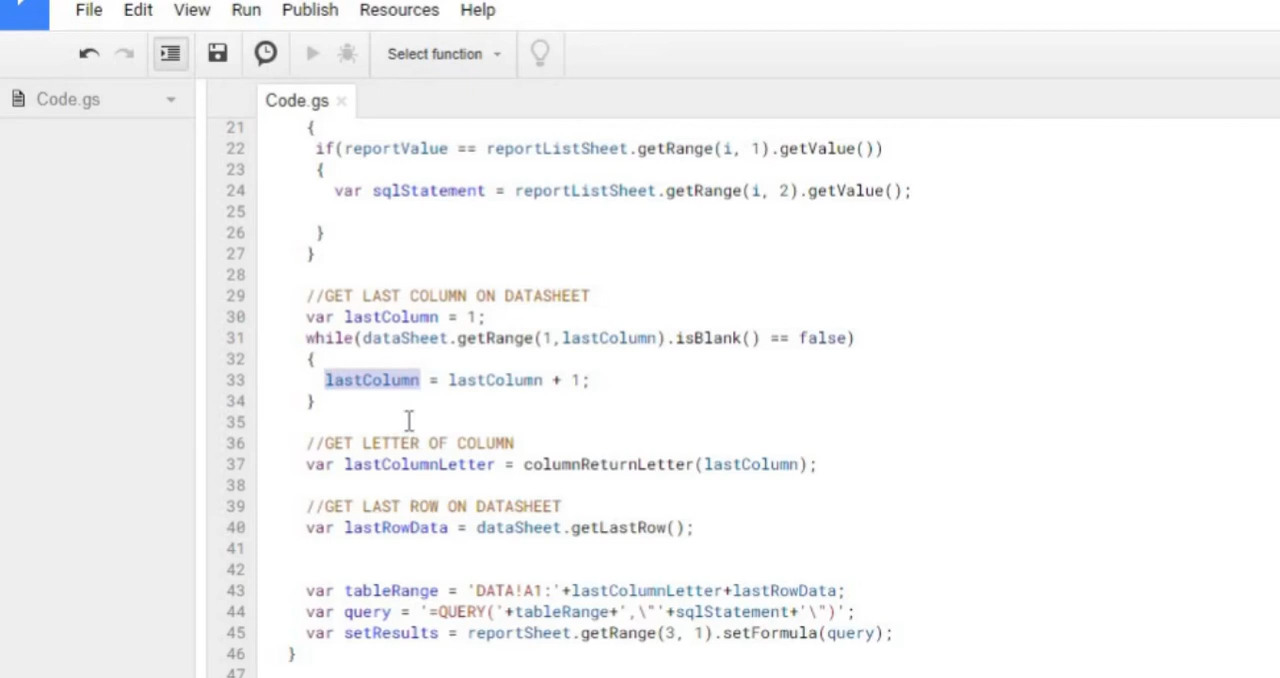 File Edit View Run Publish Resources Help
Select function
Code.gs Code.gs ×
21 {
22 if(reportValue == reportListSheet.getRange(i, 1).getValue())
23 {
24 var sqlStatement = reportListSheet.getRange(i, 2).getValue();
25
26 }
27 }
28
29 //GET LAST COLUMN ON DATASHEET
30 var lastColumn = 1;
31 while(dataSheet.getRange(1,lastColumn).isBlank() == false)
32 {
33 lastColumn = lastColumn + 1;
34 }
35
36 //GET LETTER OF COLUMN
37 var lastColumnLetter = columnReturnLetter(lastColumn);
38
39 //GET LAST ROW ON DATASHEET
40 var lastRowData = dataSheet.getLastRow();
41
42
43 var tableRange = 'DATA!A1:'+lastColumnLetter+lastRowData;
44 var query = '=QUERY('+tableRange+',\"'+sqlStatement+'\")';
45 var setResults = reportSheet.getRange(3, 1).setFormula(query);
46 }
47